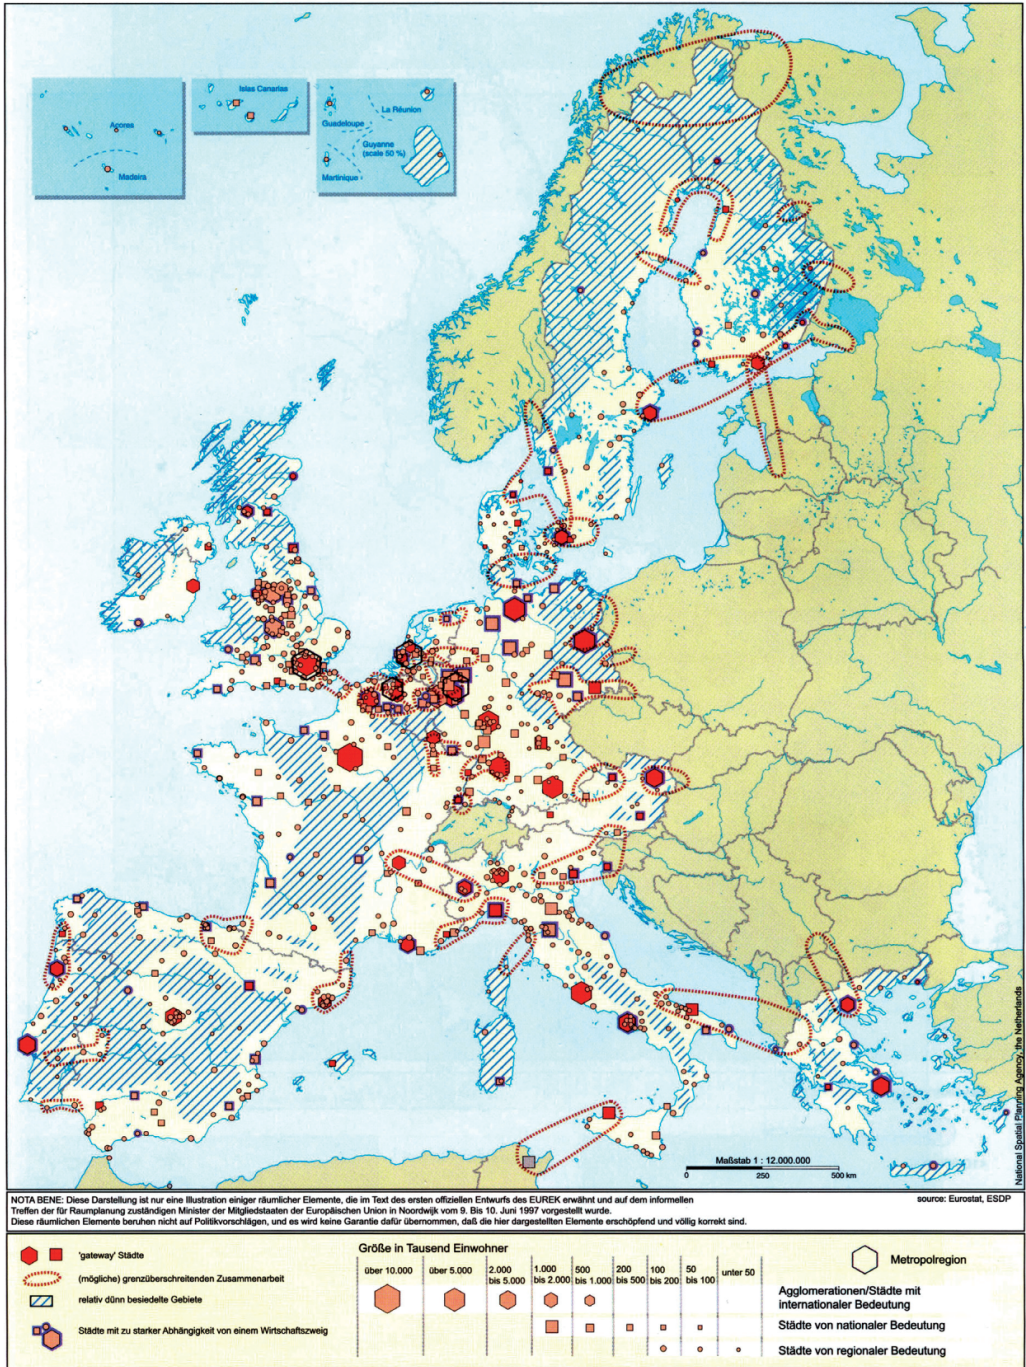 Islas Canarias
La Réunion
Açores
Guadeloupe
Guyanne
(scale 50 %)
Madeira
Martinique
National Spatial Planning Agency, the Netherlands
Maßstab 1 : 12.000.000
0 250 500 km
NOTA BENE: Diese Darstellung ist nur eine Illustration einiger räumlicher Elemente, die im Text des ersten offiziellen Entwurfs des EUREK erwähnt und auf dem informellen
Treffen der für Raumplanung zuständigen Minister der Mitgliedstaaten der Europäischen Union in Noordwijk vom 9. Bis 10. Juni 1997 vorgestellt wurde.
Diese räumlichen Elemente beruhen nicht auf Politikvorschlägen, und es wird keine Garantie dafür übernommen, daß die hier dargestellten Elemente erschöpfend und völlig korrekt sind.
source: Eurostat, ESDP
'gateway' Städte
(mögliche) grenzüberschreitenden Zusammenarbeit
relativ dünn besiedelte Gebiete
Städte mit zu starker Abhängigkeit von einem Wirtschaftszweig
Größe in Tausend Einwohner
über 10.000
über 5.000
2.000
bis 5.000
1.000
bis 2.000
500
bis 1.000
200
bis 500
100
bis 200
50
bis 100
unter 50
Metropolregion
Agglomerationen/Städte mit
internationaler Bedeutung
Städte von nationaler Bedeutung
Städte von regionaler Bedeutung